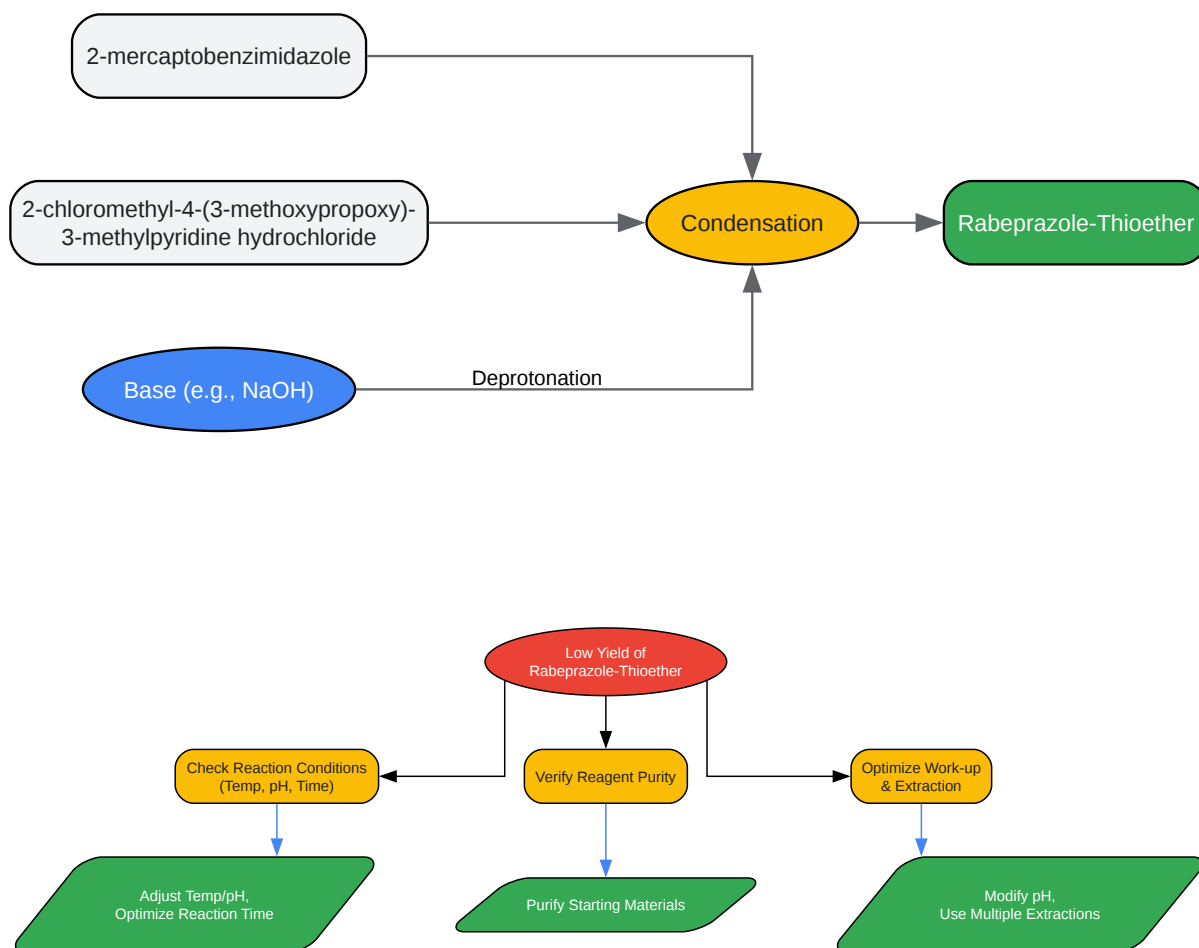 2-mercaptobenzimidazole
2-chloromethyl-4-(3-methoxypropoxy)-
3-methylpyridine hydrochloride
Condensation
Rabeprazole-Thioether
Base (e.g., NaOH)
Deprotonation
Low Yield of
Rabeprazole-Thioether
Check Reaction Conditions
(Temp, pH, Time)
Verify Reagent Purity
Optimize Work-up
& Extraction
Adjust Temp/pH,
Optimize Reaction Time
Purify Starting Materials
Modify pH,
Use Multiple Extractions